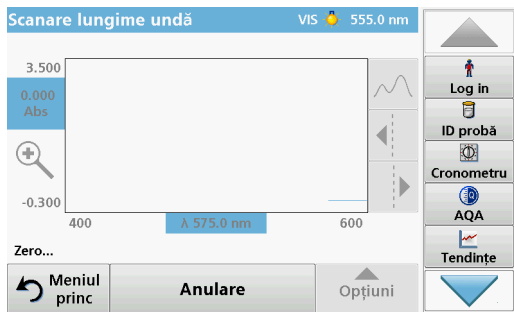 Scanare lungime undă VIS 555.0 nm
3.500
0.000
Abs
-0.300
400 λ 575.0 nm 600
Zero...
Meniul
princ
Anulare
Opțiuni
Log in
ID probă
Cronometru
AQA
Tendințe